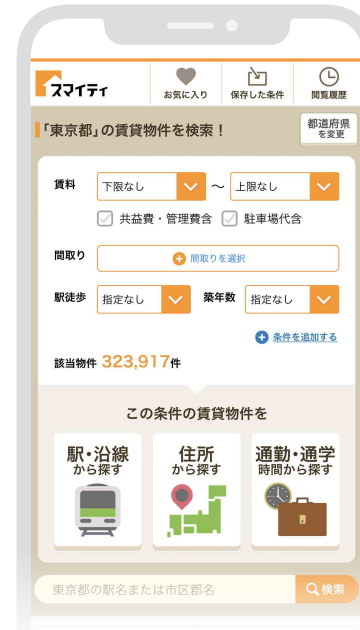 スマイティ
お気に入り
保存した条件
閲覧履歴
「東京都」の賃貸物件を検索！
都道府県
を変更
賃料
下限なし
～
上限なし
共益費・管理費含
駐車場代含
間取り
間取りを選択
駅徒歩
指定なし
築年数
指定なし
条件を追加する
該当物件 323,917件
この条件の賃貸物件を
駅・沿線
から探す
住所
から探す
通勤・通学
時間から探す
東京都の駅名または市区郡名
検索